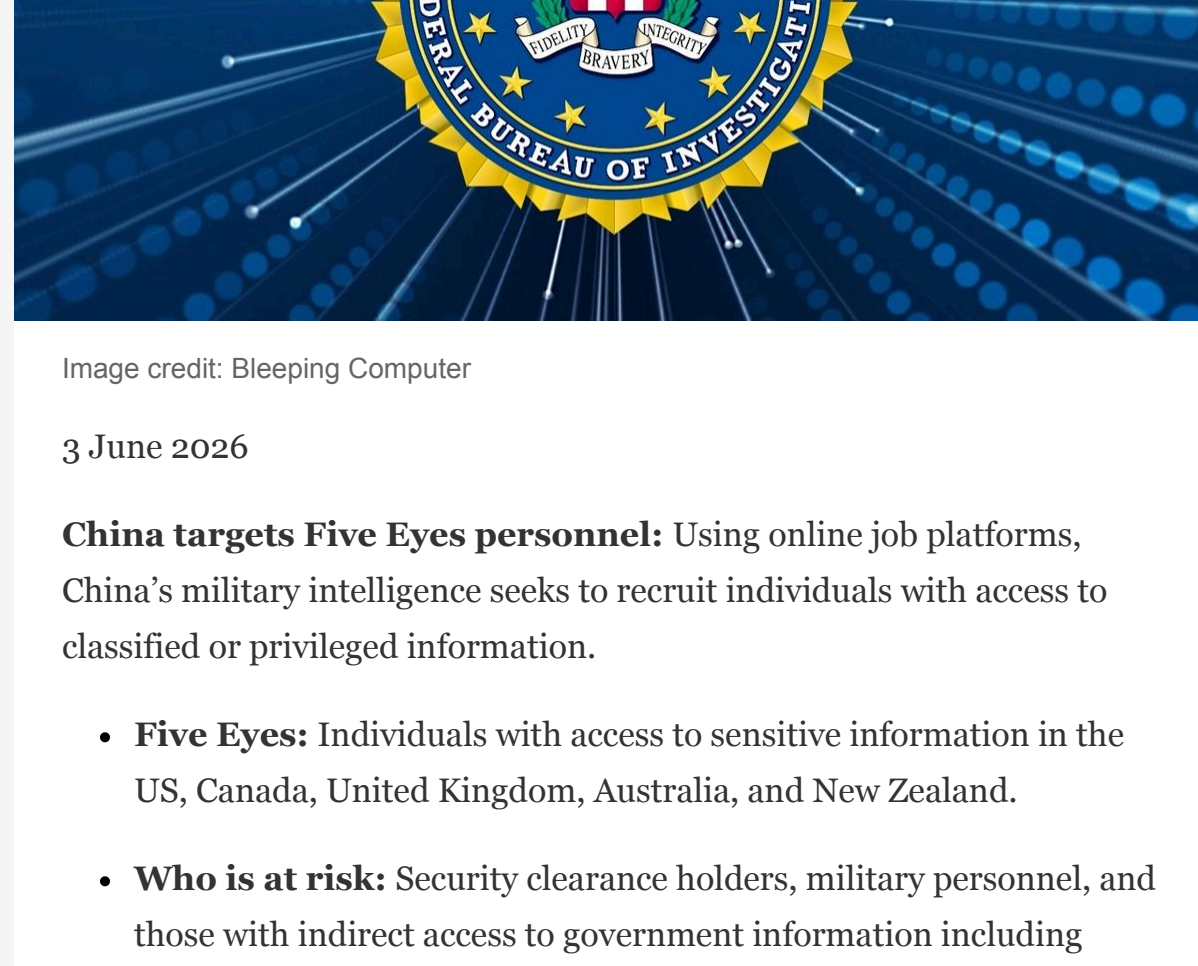 FIDELITY
BRAVERY
INTEGRITY
DERAL BUREAU OF INVESTIGATI
Image credit: Bleeping Computer
3 June 2026
China targets Five Eyes personnel: Using online job platforms,
China’s military intelligence seeks to recruit individuals with access to
classified or privileged information.
• Five Eyes: Individuals with access to sensitive information in the
US, Canada, United Kingdom, Australia, and New Zealand.
• Who is at risk: Security clearance holders, military personnel, and
those with indirect access to government information including